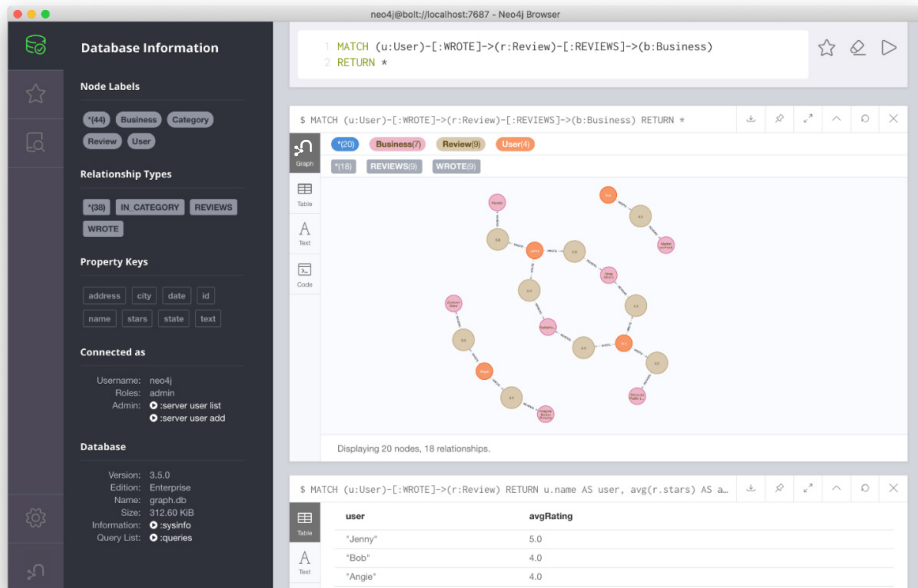 neo4j@bolt://localhost:7687 - Neo4j Browser
Database Information
Node Labels
*(44) Business Category
Review User
Relationship Types
*(38) IN_CATEGORY REVIEWS
WROTE
Property Keys
address city date id
name stars state text
Connected as
Username: neo4j
Roles: admin
Admin: :server user list
:server user add
Database
Version: 3.5.0
Edition: Enterprise
Name: graph.db
Size: 312.60 KiB
Information: :sysinfo
Query List: :queries
1 MATCH (u:User)-[:WROTE]->(r:Review)-[:REVIEWS]->(b:Business)
2 RETURN *
$ MATCH (u:User)-[:WROTE]->(r:Review)-[:REVIEWS]->(b:Business) RETURN *
Graph
Table
Text
Code
*(20) Business(7) Review(9) User(4)
*(18) REVIEWS(9) WROTE(9)
Displaying 20 nodes, 18 relationships.
$ MATCH (u:User)-[:WROTE]->(r:Review) RETURN u.name AS user, avg(r.stars) AS a…
Table
Text
user avgRating
"Jenny" 5.0
"Bob" 4.0
"Angie" 4.0